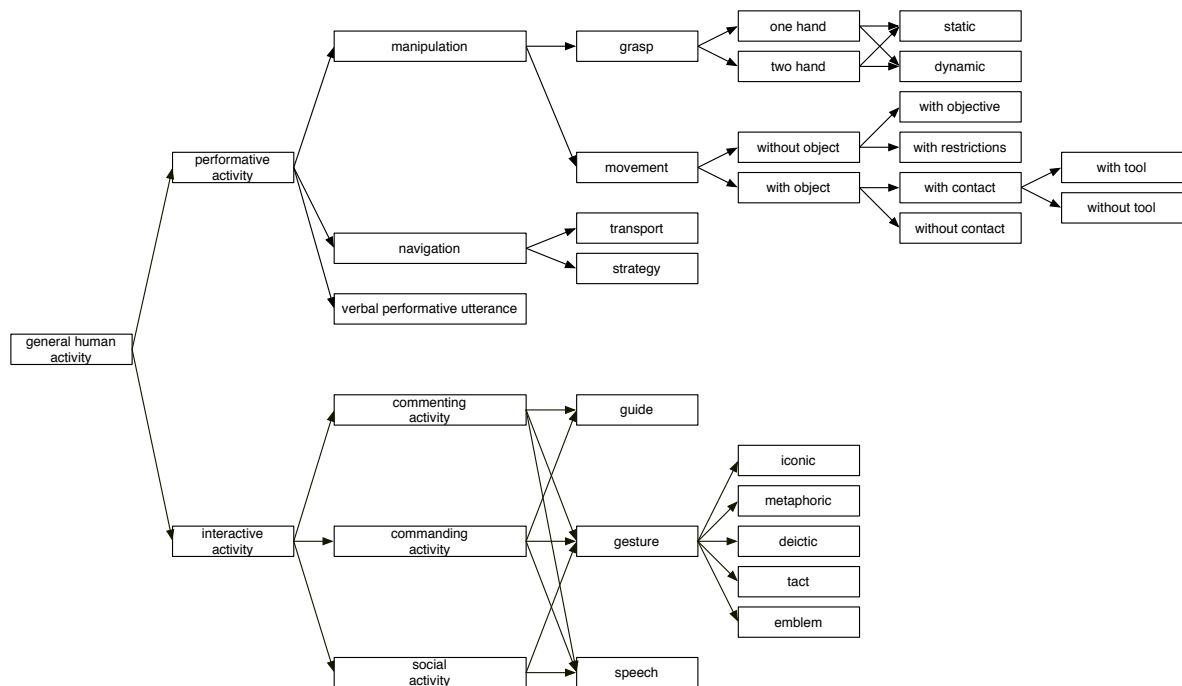 one hand
static
manipulation
grasp
two hand
dynamic
with objective
without object
with restrictions
performative
activity
movement
with tool
with object
with contact
without tool
transport
without contact
navigation
strategy
verbal performative utterance
general human
activity
commenting
activity
guide
iconic
metaphoric
interactive
activity
commanding
activity
gesture
deictic
tact
emblem
social
activity
speech